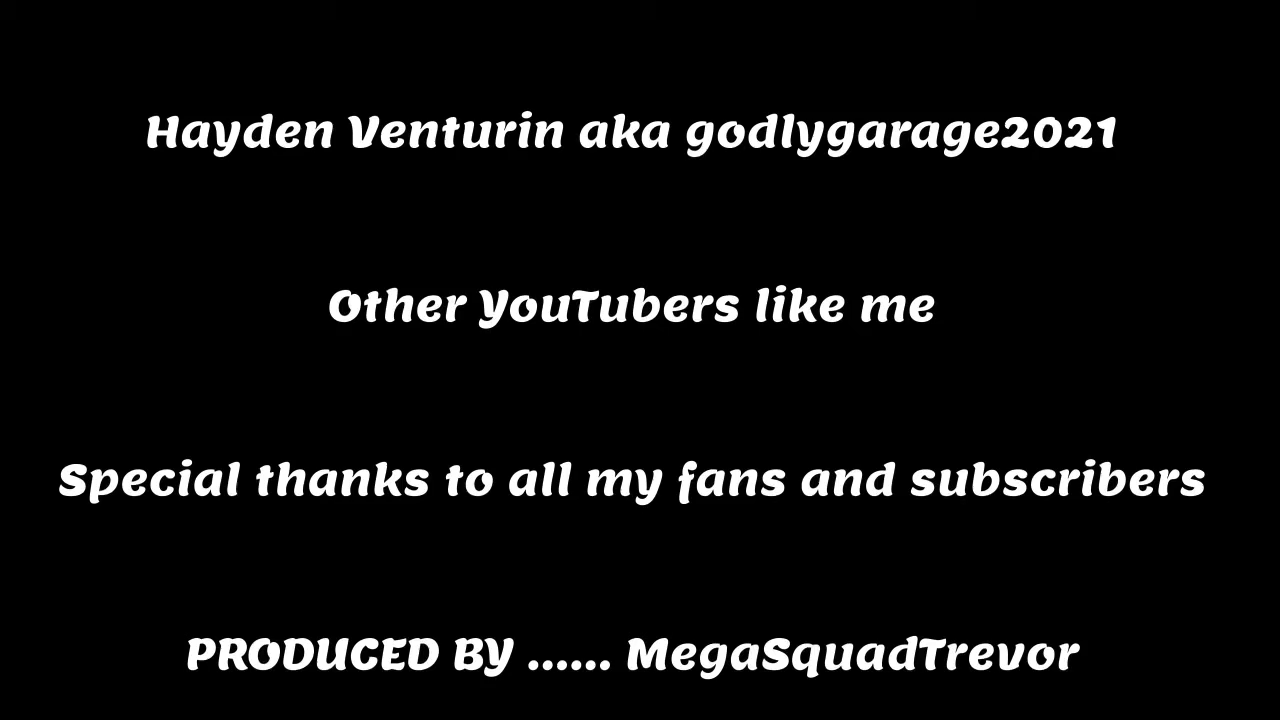 Hayden Venturin aka godlygarage2021
Other YouTubers like me
Special thanks to all my fans and subscribers
PRODUCED BY ...... MegaSquadTrevor